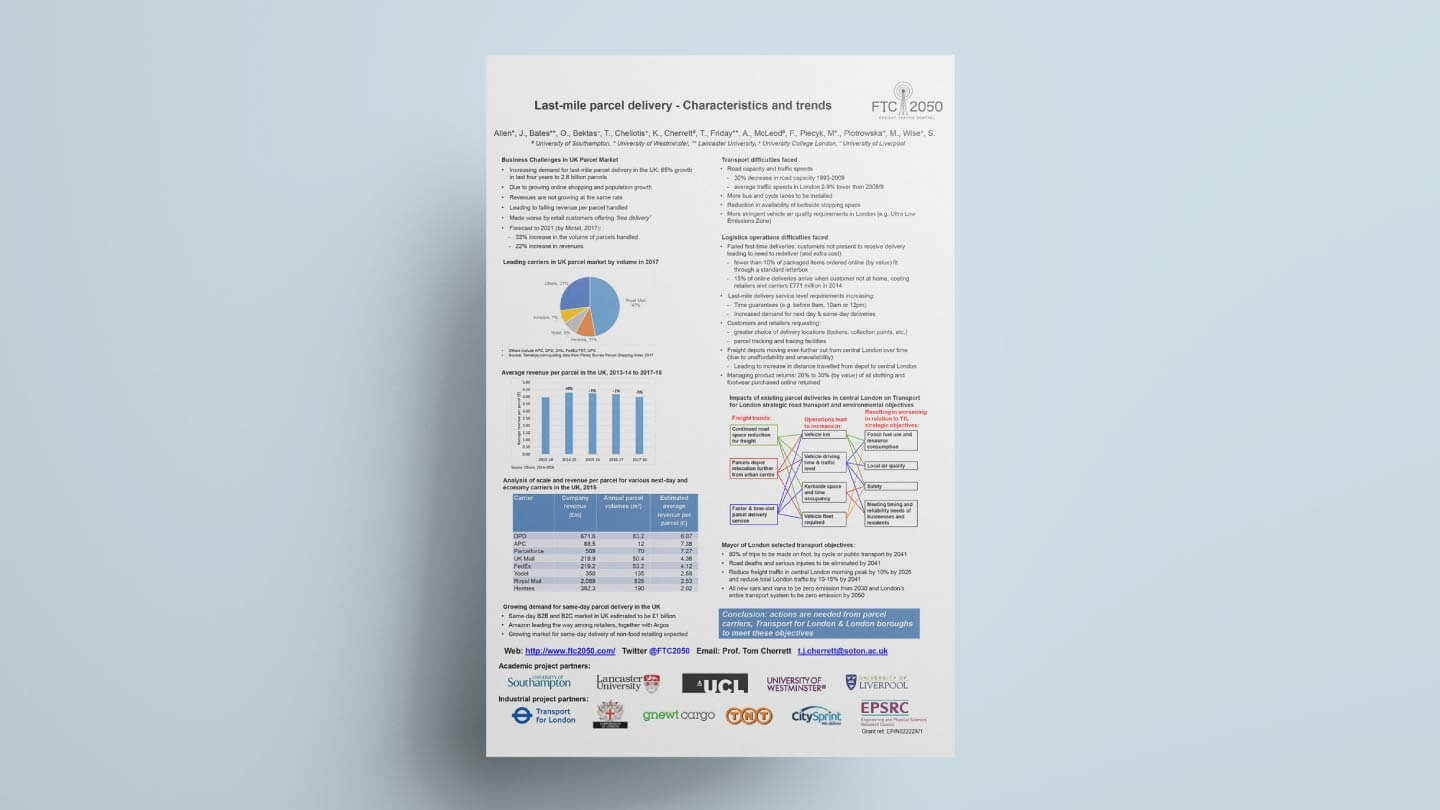 Last-mile parcel delivery - Characteristics and trends
FTC 2050
FREIGHT TRAFFIC CONTROL
Allen*, J., Bates**, O., Bektas~, T., Cheliotis+, K., Cherrett#, T., Friday**, A., McLeod#, F., Piecyk, M*., Piotrowska*, M., Wise+, S.
# University of Southampton, * University of Westminster, ** Lancaster University, + University College London, ~ University of Liverpool
Business Challenges in UK Parcel Market
• Increasing demand for last-mile parcel delivery in the UK: 65% growth
in last four years to 2.8 billion parcels
• Due to growing online shopping and population growth
• Revenues are not growing at the same rate
• Leading to falling revenue per parcel handled
• Made worse by retail customers offering 'free delivery'
• Forecast to 2021 (by Mintel, 2017):
- 33% increase in the volume of parcels handled
- 22% increase in revenues
Leading carriers in UK parcel market by volume in 2017
Others, 27%
Royal Mail,
47%
Amazon, 7%
Yodel, 8%
Hermes, 11%
Average revenue per parcel in the UK, 2013-14 to 2017-18
Average revenue per parcel (£)
5.00
4.50
4.00
3.50
3.00
2.50
2.00
1.50
1.00
0.50
0.00
2013-14 2014-15 2015-16 2016-17 2017-18
Analysis of scale and revenue per parcel for various next-day and
economy carriers in the UK, 2015
Carrier Company revenue (£m) Annual parcel volumes (m²) Estimated average revenue per parcel (£)
DPD 671.6 83.2 8.07
APC 88.6 12 7.38
Parcelforce 509 70 7.27
UK Mail 219.9 50.4 4.36
FedEx 219.2 53.2 4.12
Yodel 350 135 2.56
Royal Mail 2,089 826 2.53
Hermes 382.3 190 2.02
Growing demand for same-day parcel delivery in the UK
• Same-day B2B and B2C market in UK estimated to be £1 billion
• Amazon leading the way among retailers, together with Argos
• Growing market for same-day delivery of non-food retailing expected
Transport difficulties faced
• Road capacity and traffic speeds
- 30% decrease in road capacity 1993-2009
- average traffic speeds in London 2-9% lower than 2008/9
• More bus and cycle lanes to be installed
• Reduction in availability of kerbside stopping space
• More stringent vehicle air quality requirements in London (e.g. Ultra Low
Emissions Zone)
Logistics operations difficulties faced
• Failed first-time deliveries: customers not present to receive delivery
leading to need to redeliver (and extra cost)
- fewer than 10% of packaged items ordered online (by value) fit
through a standard letterbox
- 15% of online deliveries arrive when customer not at home, costing
retailers and carriers £771 million in 2014
• Last-mile delivery service level requirements increasing:
- Time guarantees (e.g. before 9am, 10am or 12pm)
- Increased demand for next-day & same-day deliveries
• Customers and retailers requesting:
- greater choice of delivery locations (lockers, collection points, etc.)
- parcel tracking and tracing facilities
• Freight depots moving ever-further out from central London over time
(due to unaffordability and unavailability):
- Leading to increase in distance travelled from depot to central London
• Managing product returns: 20% to 30% (by value) of all clothing and
footwear purchased online returned
Impacts of existing parcel deliveries in central London on Transport
for London strategic road transport and environmental objectives
Freight trends:
Operations lead
to increase in:
Resulting in worsening
in relation to TfL
strategic objectives:
Continued road
space reduction
for freight
Parcels depot
relocation further
from urban centre
Faster & time-slot
parcel delivery
service
Vehicle km
Vehicle driving
time & traffic
level
Kerbside space
and time
occupancy
Vehicle fleet
required
Fossil fuel use and
resource
consumption
Local air quality
Safety
Meeting timing and
reliability needs of
businesses and
residents
Mayor of London selected transport objectives:
• 80% of trips to be made on foot, by cycle or public transport by 2041
• Road deaths and serious injuries to be eliminated by 2041
• Reduce freight traffic in central London morning peak by 10% by 2026
and reduce total London traffic by 10-15% by 2041
• All new cars and vans to be zero emission from 2030 and London's
entire transport system to be zero emission by 2050
Conclusion: actions are needed from parcel
carriers, Transport for London & London boroughs
to meet these objectives
Web: http://www.ftc2050.com/ Twitter @FTC2050 Email: Prof. Tom Cherrett t.j.cherrett@soton.ac.uk
Academic project partners:
UNIVERSITY OF
Southampton
Lancaster
University
UCL
UNIVERSITY OF
WESTMINSTER
UNIVERSITY OF
LIVERPOOL
Industrial project partners:
Transport
for London
gnewt cargo
TNT
CitySprint
EPSRC
Engineering and Physical Sciences
Research Council